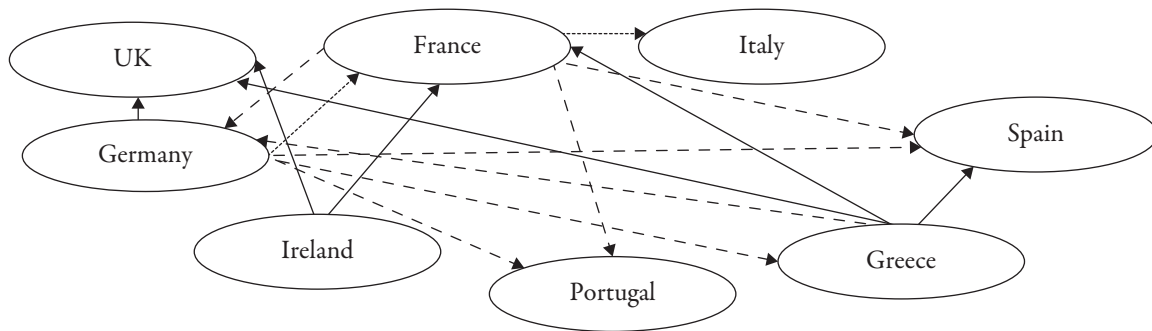 France
Italy
UK
Spain
Germany
Ireland
Greece
Portugal